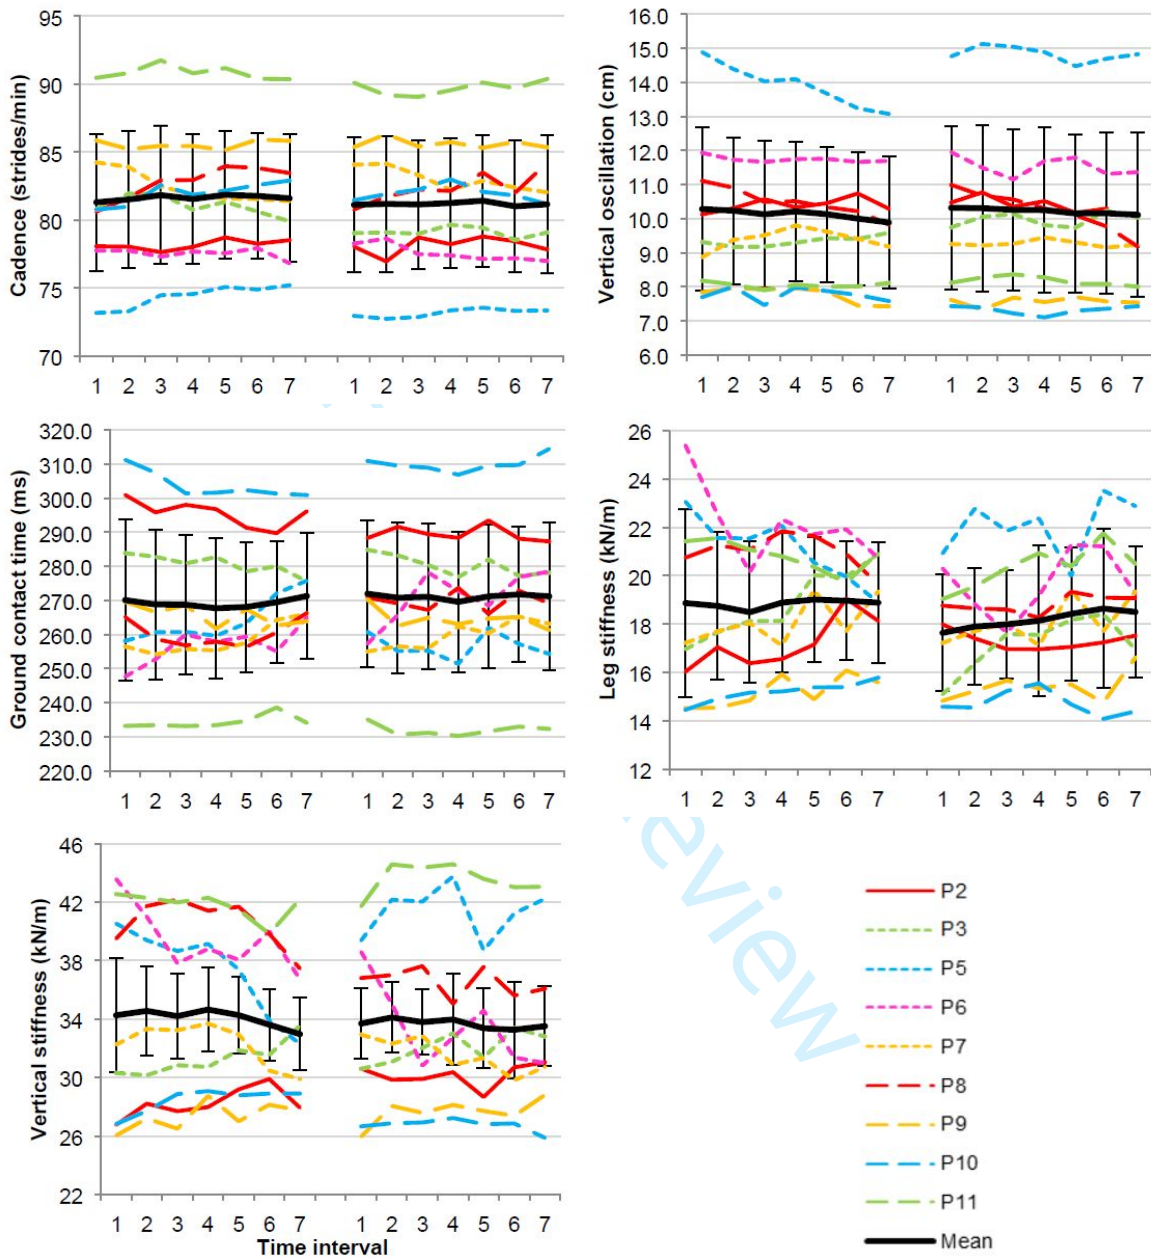 Cadence (strides/min)
95
90
85
80
75
70
1 2 3 4 5 6 7 1 2 3 4 5 6 7
Vertical oscillation (cm)
16.0
15.0
14.0
13.0
12.0
11.0
10.0
9.0
8.0
7.0
6.0
1 2 3 4 5 6 7 1 2 3 4 5 6 7
Ground contact time (ms)
320.0
310.0
300.0
290.0
280.0
270.0
260.0
250.0
240.0
230.0
220.0
1 2 3 4 5 6 7 1 2 3 4 5 6 7
Leg stiffness (kN/m)
26
24
22
20
18
16
14
12
1 2 3 4 5 6 7 1 2 3 4 5 6 7
Vertical stiffness (kN/m)
46
42
38
34
30
26
22
1 2 3 4 5 6 7 1 2 3 4 5 6 7
Time interval
P2
P3
P5
P6
P7
P8
P9
P10
P11
Mean
eview